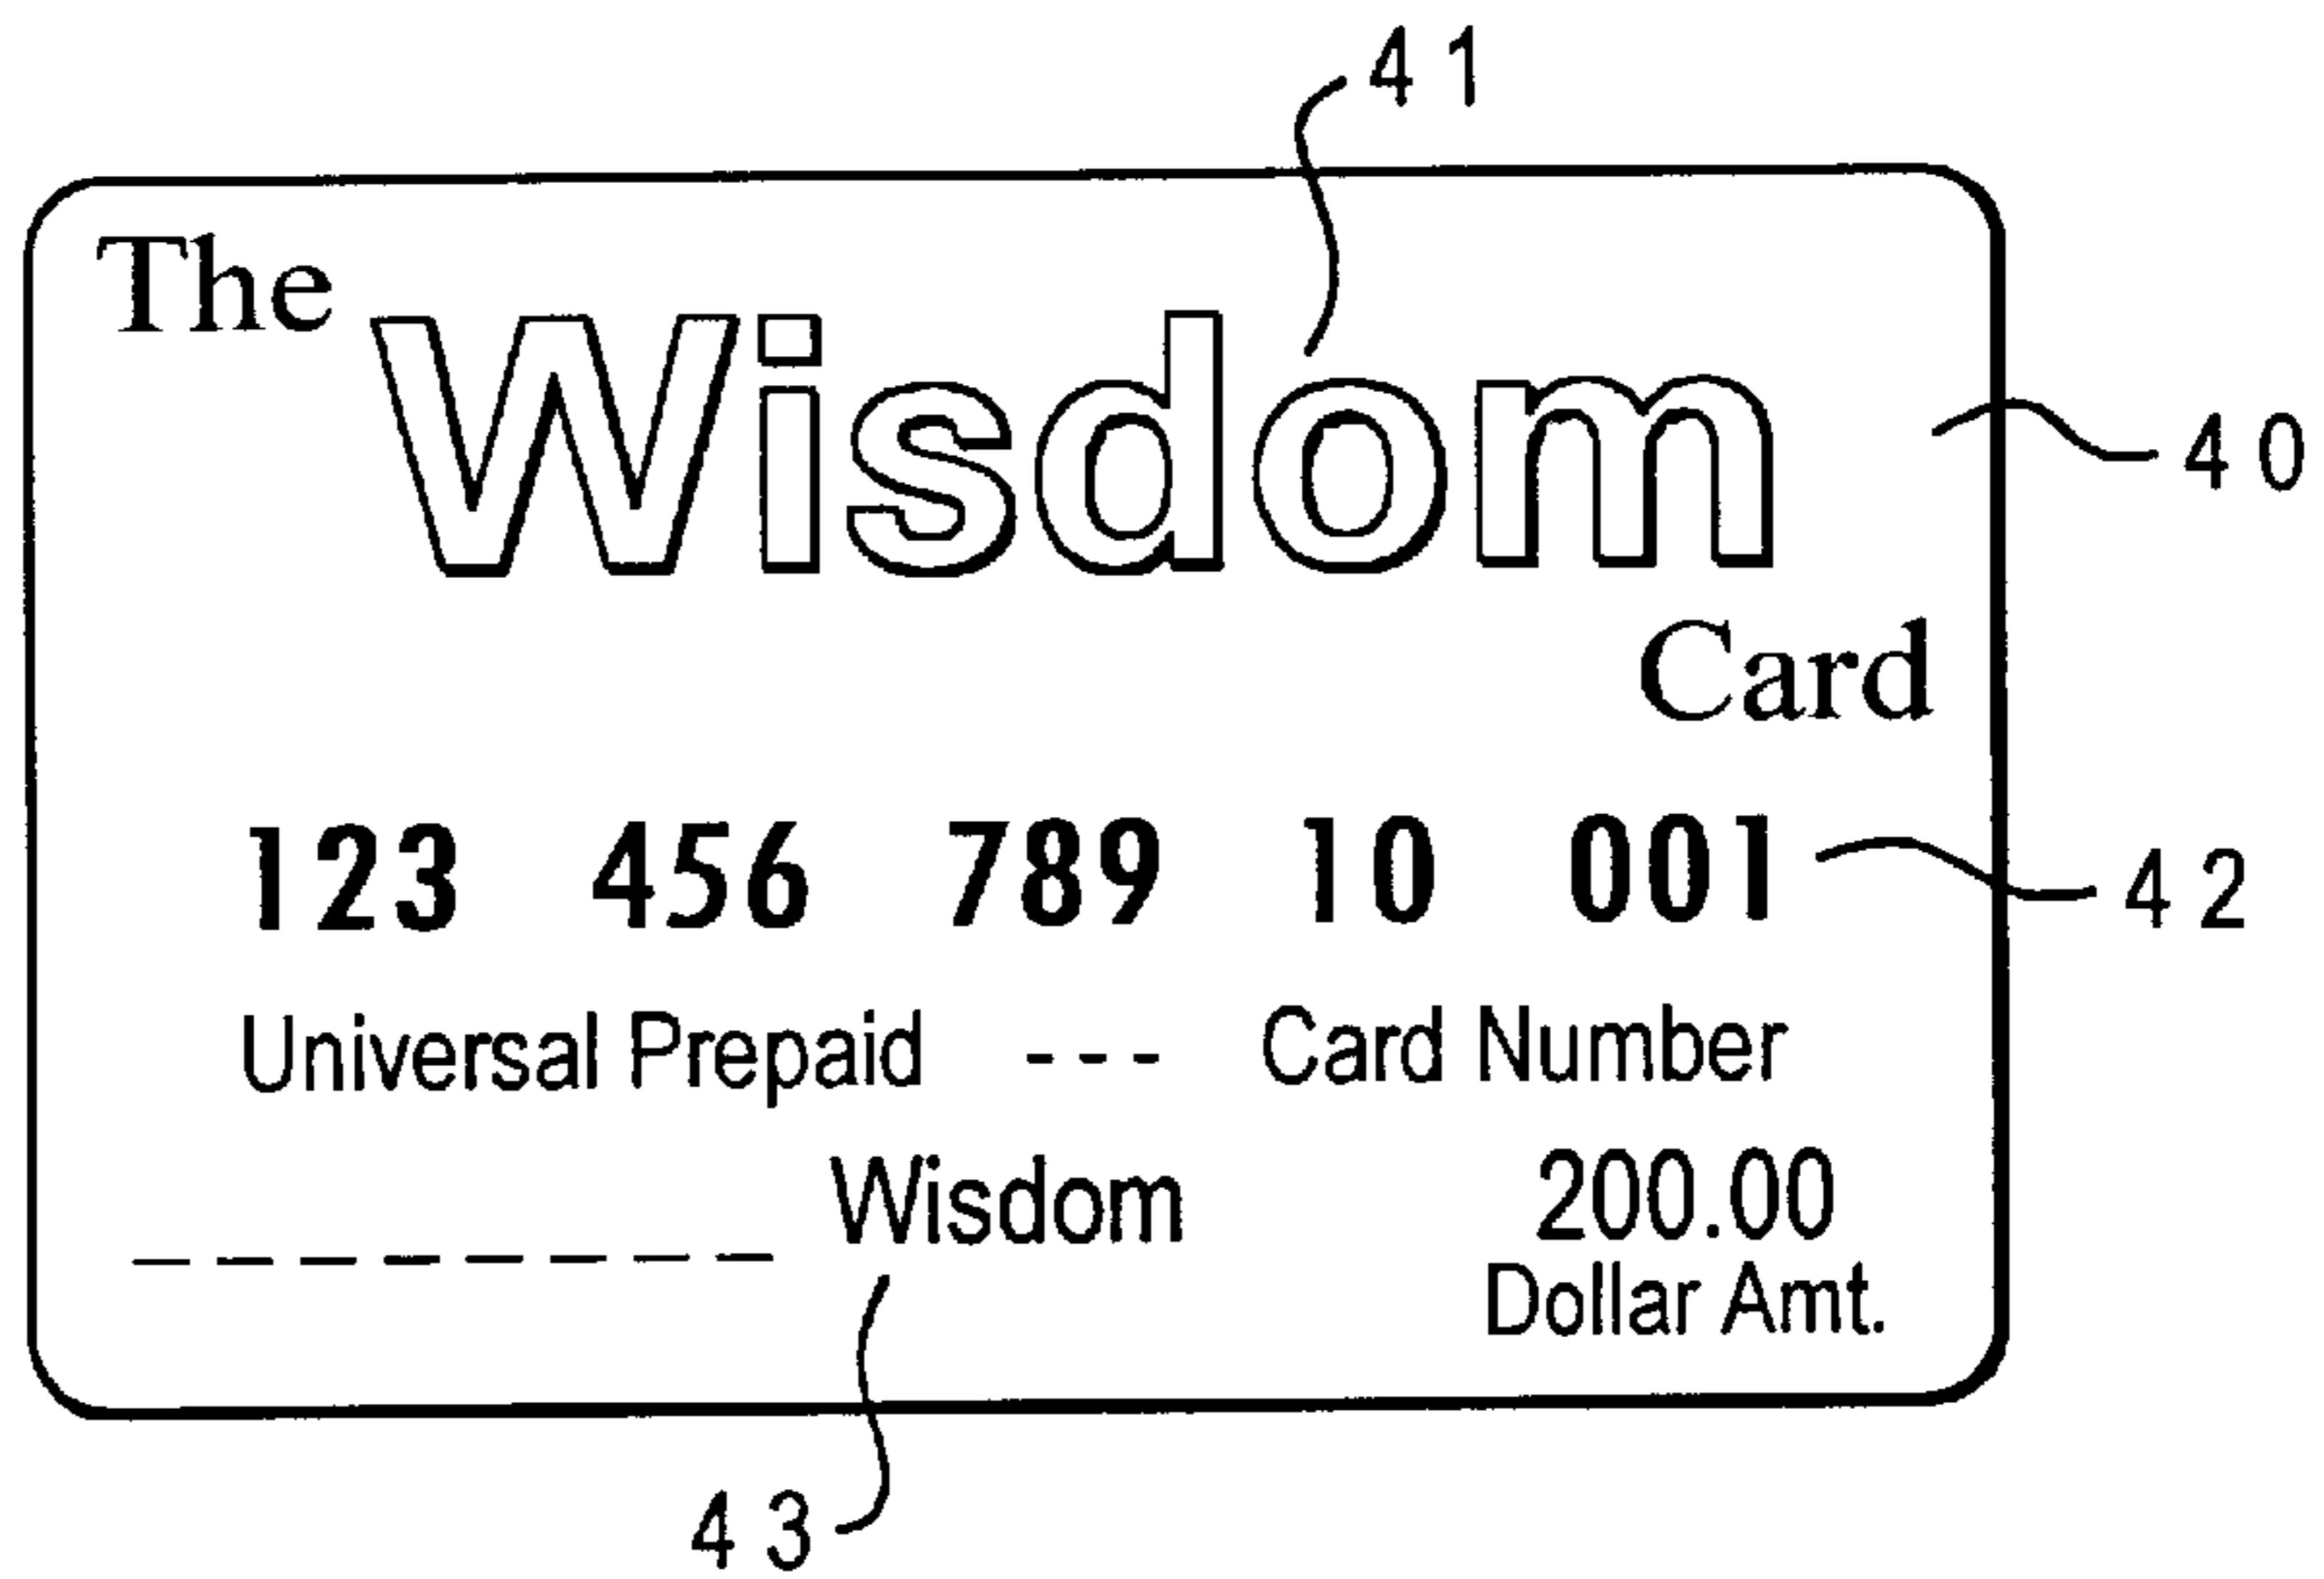 41
The
Wisdom
40
Card
123 456 789 10 001
42
Universal Prepaid --- Card Number
________ Wisdom 200.00
Dollar Amt.
43